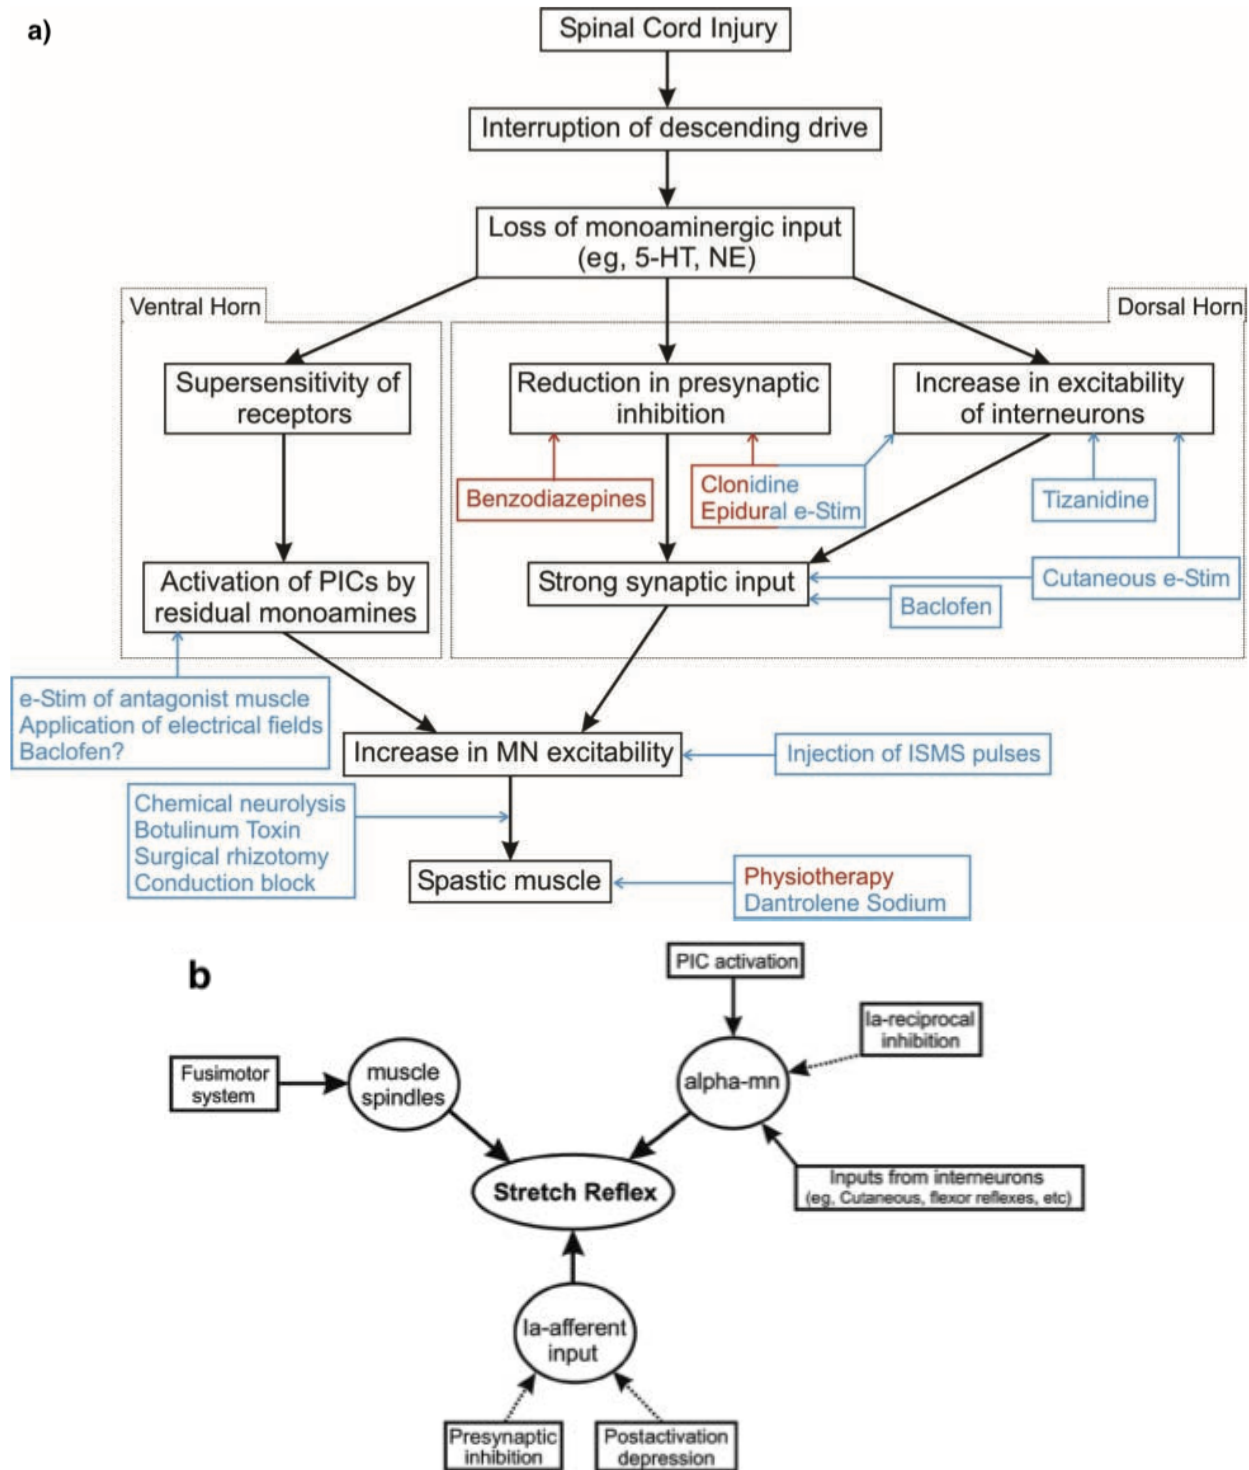 a)
Spinal Cord Injury
Interruption of descending drive
Loss of monoaminergic input
(eg, 5-HT, NE)
Ventral Horn
Dorsal Horn
Supersensitivity of
receptors
Reduction in presynaptic
inhibition
Increase in excitability
of interneurons
Benzodiazepines
Clonidine
Epidural e-Stim
Tizanidine
Activation of PICs by
residual monoamines
Strong synaptic input
Cutaneous e-Stim
Baclofen
e-Stim of antagonist muscle
Application of electrical fields
Baclofen?
Increase in MN excitability
Injection of ISMS pulses
Chemical neurolysis
Botulinum Toxin
Surgical rhizotomy
Conduction block
Spastic muscle
Physiotherapy
Dantrolene Sodium
b
PIC activation
Ia-reciprocal
inhibition
Fusimotor
system
muscle
spindles
alpha-mn
Stretch Reflex
Inputs from interneurons
(eg, Cutaneous, flexor reflexes, etc)
Ia-afferent
input
Presynaptic
inhibition
Postactivation
depression